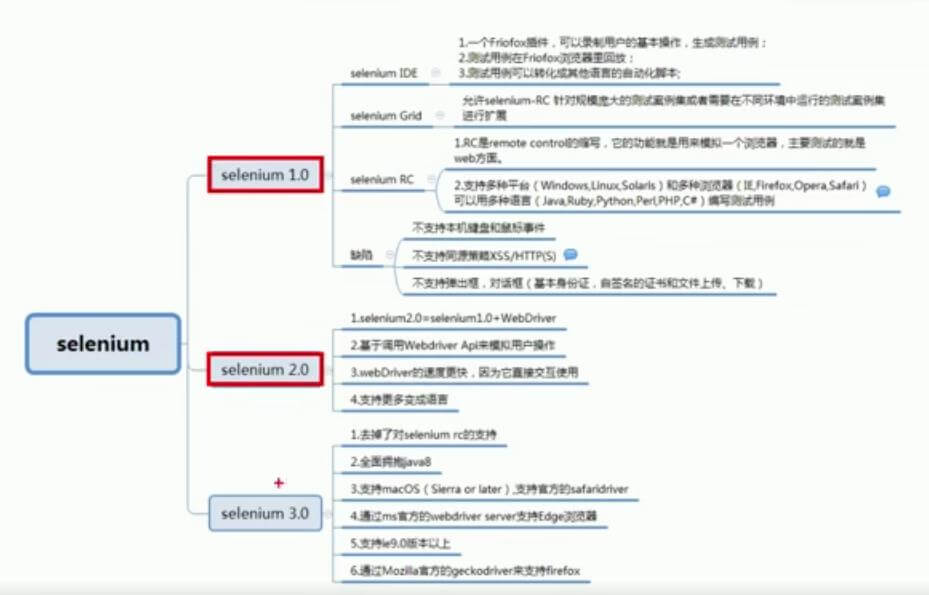 selenium
selenium 1.0
selenium IDE
1.一个Friofox插件，可以录制用户的基本操作，生成测试用例；
2.测试用例在Friofox浏览器里回放；
3.测试用例可以转化成其他语言的自动化脚本;
selenium Grid
允许selenium-RC 针对规模庞大的测试案例集或者需要在不同环境中运行的测试案例集
进行扩展
selenium RC
1.RC是remote control的缩写，它的功能就是用来模拟一个浏览器，主要测试的就是
web方面。
2.支持多种平台（Windows,Linux,Solaris）和多种浏览器（IE,Firefox,Opera,Safari）
可以用多种语言（Java,Ruby,Python,Perl,PHP,C#）编写测试用例
缺陷
不支持本机键盘和鼠标事件
不支持同源策略XSS/HTTP(S)
不支持弹出框，对话框（基本身份证，自签名的证书和文件上传、下载）
selenium 2.0
1.selenium2.0=selenium1.0+WebDriver
2.基于调用Webdriver Api来模拟用户操作
3.webDriver的速度更快，因为它直接交互使用
4.支持更多变成语言
selenium 3.0
1.去掉了对selenium rc的支持
2.全面拥抱java8
3.支持macOS（Sierra or later）,支持官方的safaridriver
4.通过ms官方的webdriver server支持Edge浏览器
5.支持ie9.0版本以上
6.通过Mozilla官方的geckodriver来支持firefox